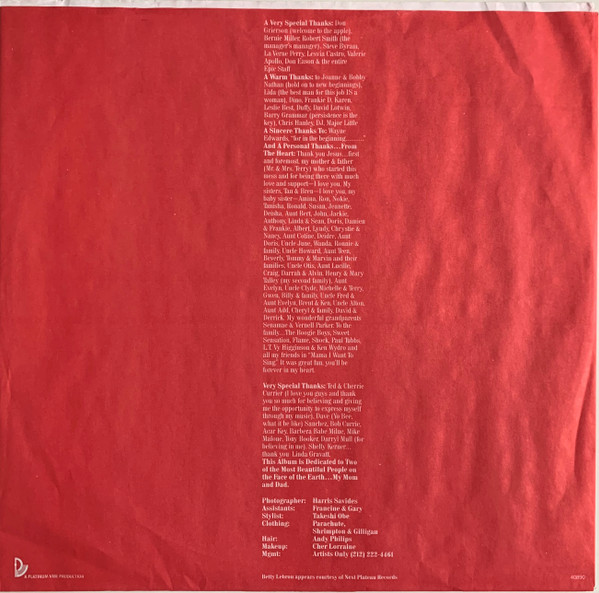 A Very Special Thanks: Don
Grierson (welcome to the apple),
Bernie Miller, Robert Smith (the
manager's manager), Steve Byram,
La Verne Perry, Lesvia Castro, Valerie
Apollo, Don Eason & the entire
Epic Staff
A Warm Thanks: to Joanne & Bobby
Nathan (hold on to new beginnings),
Lida (the best man for this job IS a
woman), Dino, Frankie D, Karen,
Leslie Best, Duffy, David Lotwin,
Barry Grammar (persistence is the
key), Chris Hanley, DJ, Major Liffe
A Sincere Thanks To: Wayne
Edwards, "for in the beginning
And A Personal Thanks...From
The Heart: Thank you Jesus...first
and foremost, my mother & father
(Mr. & Mrs. Terry) who started this
mess and for being there with much
love and support—I love you. My
sisters, Tan & Bren—I love you, my
baby sister—Amina, Ron, Nokie,
Tanisha, Ronald, Susan, Jennette,
Deisha, Aunt Bert, John, Jackie,
Anthony, Linda & Sean, Doris, Damien
& Frankie, Albert, Lyndy, Chrystie &
Nancy, Aunt Coline, Deidre, Aunt
Doris, Uncle June, Wanda, Ronnie &
family, Uncle Howard, Aunt Teen,
Beverly, Tommy & Marvin and their
families, Uncle Otis, Aunt Lucille,
Craig, Darrah & Alvin, Henry & Mary
Talley (my second family), Aunt
Evelyn, Uncle Clyde, Michelle & Terry,
Gwen, Billy & family, Uncle Fred &
Aunt Evelyn, Brent & Ken, Uncle Alton,
Aunt Add, Cheryl & family, David &
Derrick. My wonderful grandparents
& Vernell Parker. To the
family...The Boogie Boys, Sweet
Sensation, Flame, Shock, Paul
L.T. Vy Higginson & Ken Wydro and
all my friends in "Mama I Want To
Sing" It was great fun, you'll be
forever in my heart.
Very Special Thanks: Ted & Cherrie
Currier (I love you guys and thank
you so much for believing and giving
me the opportunity to express myself
through my music), Dave (Yo Bee,
what it be like) Sanchez, Bob Currie,
Acar Key, Barbera Babe Milne, Mike
Malone, Tony Hooker, Darryl Mull (for
believing in me), Shelly
thank you Linda Gravatt.
This Album is Dedicated to Two
of the Most Beautiful People on
the Face of the Earth...My Mom
and Dad.
Photographer: Harris Savides
Assistants: Francine & Gary
Stylist: Takeshi Obe
Clothing: Parachute,
Shrimpton & Gilligan
Hair: Andy Philips
Makeup: Cher Lorraine
Mgmt: Artists Only (212) 222-4461
Betty Lebron appears courtesy of Next Plateau Records
A PLATINUM VIBE PRODUCTION